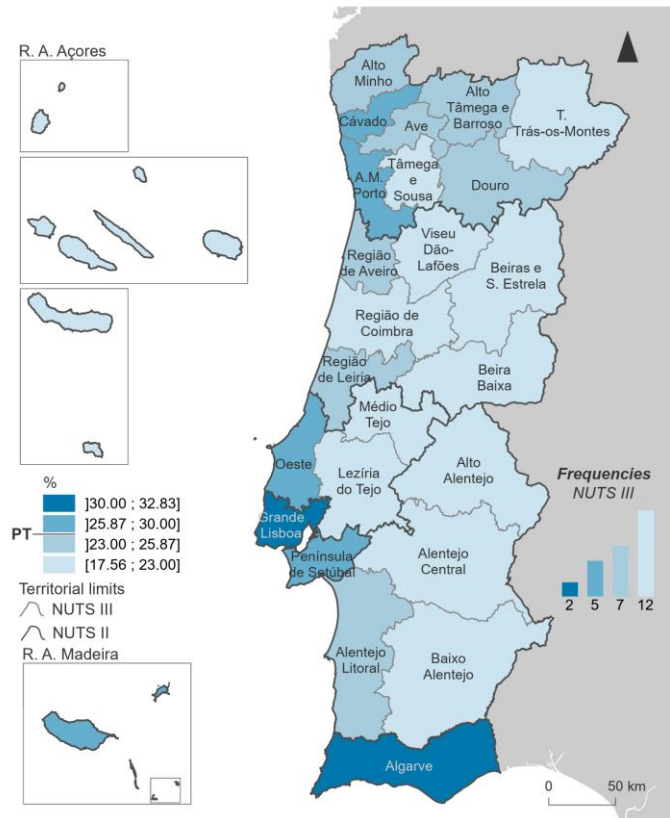 R. A. Açores
Alto
Minho
Cávado
Ave
Alto
Tâmega e
Barroso
T.
Trás-os-Montes
A.M.
Porto
Tâmega
e
Sousa
Douro
Região
de Aveiro
Viseu
Dão-
Lafões
Beiras e
S. Estrela
Região de
Coimbra
Região
de Leiria
Beira
Baixa
Médio
Tejo
Oeste
Lezíria
do Tejo
Alto
Alentejo
Grande
Lisboa
Península
de Setúbal
Alentejo
Central
Alentejo
Litoral
Baixo
Alentejo
Algarve
%
]30.00 ; 32.83]
]25.87 ; 30.00]
PT
]23.00 ; 25.87]
[17.56 ; 23.00]
Territorial limits
NUTS III
NUTS II
R. A. Madeira
Frequencies
NUTS III
2 5 7 12
0 50 km